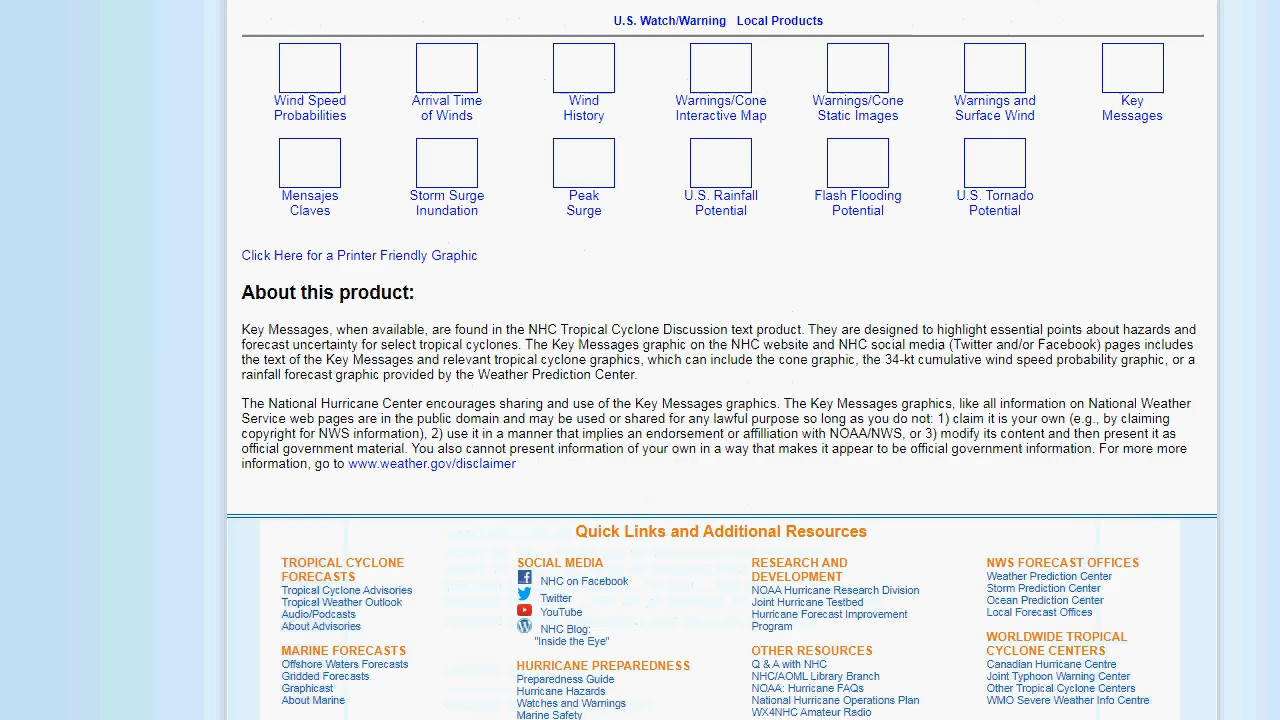 U.S. Watch/Warning Local Products
Wind Speed Probabilities
Arrival Time of Winds
Wind History
Warnings/Cone Interactive Map
Warnings/Cone Static Images
Warnings and Surface Wind
Key Messages
Mensajes Claves
Storm Surge Inundation
Peak Surge
U.S. Rainfall Potential
Flash Flooding Potential
U.S. Tornado Potential
Click Here for a Printer Friendly Graphic
About this product:
Key Messages, when available, are found in the NHC Tropical Cyclone Discussion text product. They are designed to highlight essential points about hazards and
forecast uncertainty for select tropical cyclones. The Key Messages graphic on the NHC website and NHC social media (Twitter and/or Facebook) pages includes
the text of the Key Messages and relevant tropical cyclone graphics, which can include the cone graphic, the 34-kt cumulative wind speed probability graphic, or a
rainfall forecast graphic provided by the Weather Prediction Center.
The National Hurricane Center encourages sharing and use of the Key Messages graphics. The Key Messages graphics, like all information on National Weather
Service web pages are in the public domain and may be used or shared for any lawful purpose so long as you do not: 1) claim it is your own (e.g., by claiming
copyright for NWS information), 2) use it in a manner that implies an endorsement or affilliation with NOAA/NWS, or 3) modify its content and then present it as
official government material. You also cannot present information of your own in a way that makes it appear to be official government information. For more more
information, go to www.weather.gov/disclaimer
Quick Links and Additional Resources
TROPICAL CYCLONE
FORECASTS
Tropical Cyclone Advisories
Tropical Weather Outlook
Audio/Podcasts
About Advisories
MARINE FORECASTS
Offshore Waters Forecasts
Gridded Forecasts
Graphicast
About Marine
SOCIAL MEDIA
NHC on Facebook
Twitter
YouTube
NHC Blog:
"Inside the Eye"
HURRICANE PREPAREDNESS
Preparedness Guide
Hurricane Hazards
Watches and Warnings
Marine Safety
RESEARCH AND
DEVELOPMENT
NOAA Hurricane Research Division
Joint Hurricane Testbed
Hurricane Forecast Improvement
Program
OTHER RESOURCES
Q & A with NHC
NHC/AOML Library Branch
NOAA: Hurricane FAQs
National Hurricane Operations Plan
WX4NHC Amateur Radio
NWS FORECAST OFFICES
Weather Prediction Center
Storm Prediction Center
Ocean Prediction Center
Local Forecast Offices
WORLDWIDE TROPICAL
CYCLONE CENTERS
Canadian Hurricane Centre
Joint Typhoon Warning Center
Other Tropical Cyclone Centers
WMO Severe Weather Info Centre